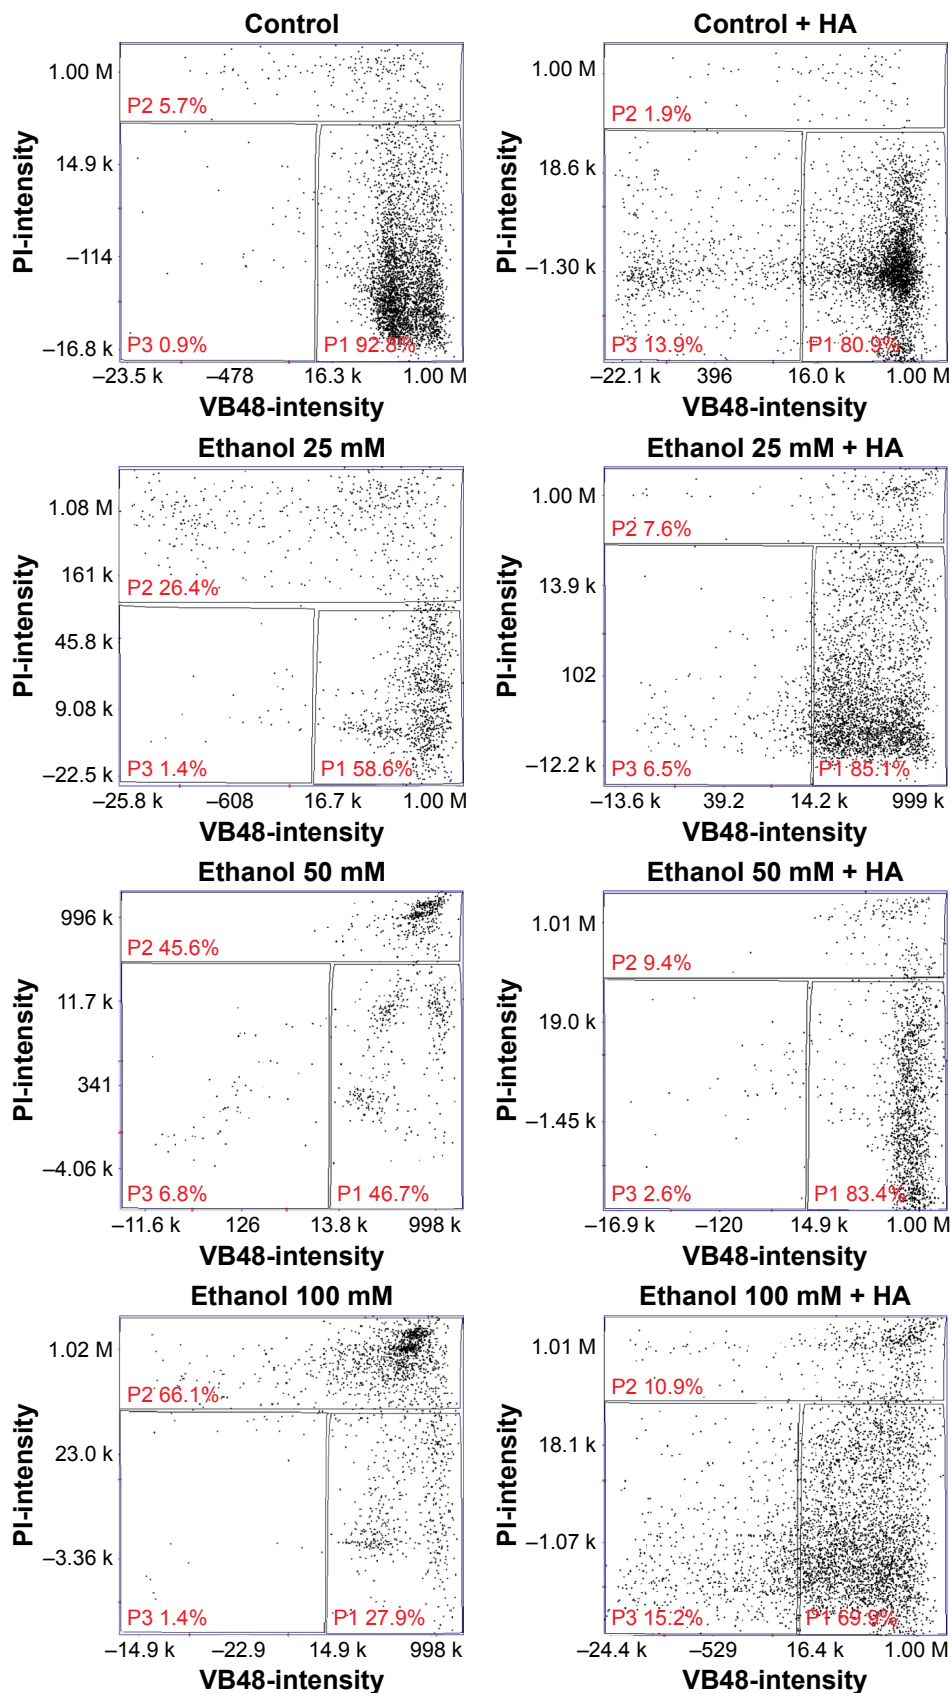 Control
PI-intensity
1.00 M
14.9 k
–114
–16.8 k
P2 5.7%
P3 0.9%
P1 92.8%
–23.5 k
–478
16.3 k
1.00 M
VB48-intensity
Control + HA
PI-intensity
1.00 M
18.6 k
–1.30 k
P2 1.9%
P3 13.9%
P1 80.9%
–22.1 k
396
16.0 k
1.00 M
VB48-intensity
Ethanol 25 mM
PI-intensity
1.08 M
161 k
45.8 k
9.08 k
–22.5 k
P2 26.4%
P3 1.4%
P1 58.6%
–25.8 k
–608
16.7 k
1.00 M
VB48-intensity
Ethanol 25 mM + HA
PI-intensity
1.00 M
13.9 k
102
–12.2 k
P2 7.6%
P3 6.5%
P1 85.1%
–13.6 k
39.2
14.2 k
999 k
VB48-intensity
Ethanol 50 mM
PI-intensity
996 k
11.7 k
341
–4.06 k
P2 45.6%
P3 6.8%
P1 46.7%
–11.6 k
126
13.8 k
998 k
VB48-intensity
Ethanol 50 mM + HA
PI-intensity
1.01 M
19.0 k
–1.45 k
P2 9.4%
P3 2.6%
P1 83.4%
–16.9 k
–120
14.9 k
1.00 M
VB48-intensity
Ethanol 100 mM
PI-intensity
1.02 M
23.0 k
–3.36 k
P2 66.1%
P3 1.4%
P1 27.9%
–14.9 k
–22.9
14.9 k
998 k
VB48-intensity
Ethanol 100 mM + HA
PI-intensity
1.01 M
18.1 k
–1.07 k
P2 10.9%
P3 15.2%
P1 69.9%
–24.4 k
–529
16.4 k
1.00 M
VB48-intensity